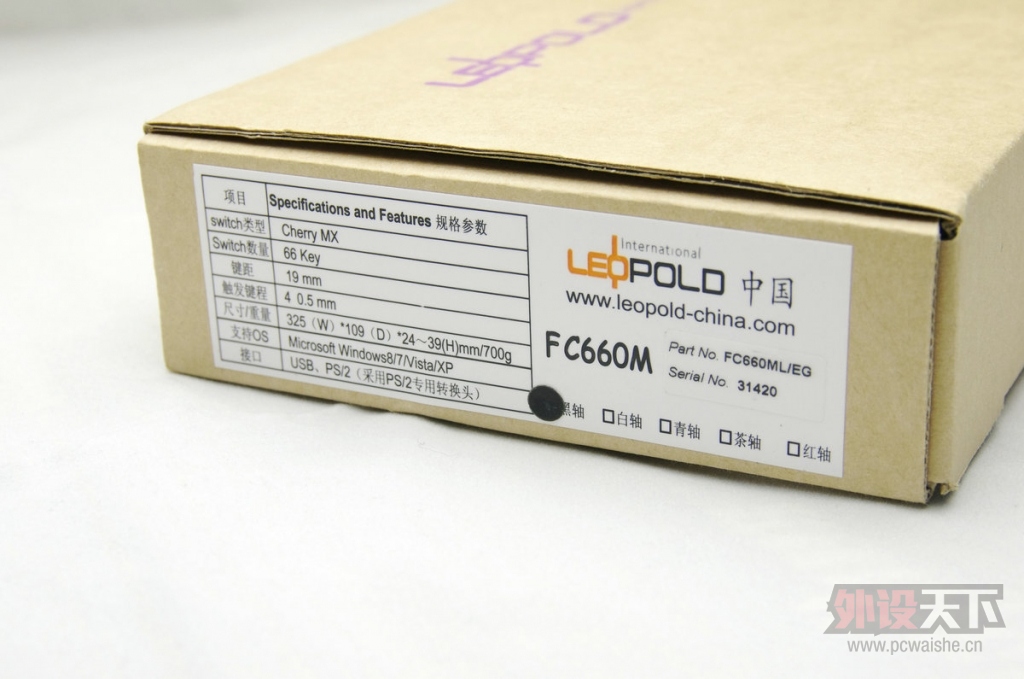 LEOPOLD
项目 Specifications and Features 规格参数
switch类型 Cherry MX
Switch数量 66 Key
键距 19 mm
触发键程 4 0.5 mm
尺寸/重量 325（W）*109（D）*24～39(H)mm/700g
支持OS Microsoft Windows8/7/Vista/XP
接口 USB、PS/2（采用PS/2专用转换头）
International
LEOPOLD 中国
www.leopold-china.com
FC660M
Part No. FC660ML/EG
Serial No. 31420
黑轴 □白轴 □青轴 □茶轴 □红轴
外设天下
www.pcwaishe.cn